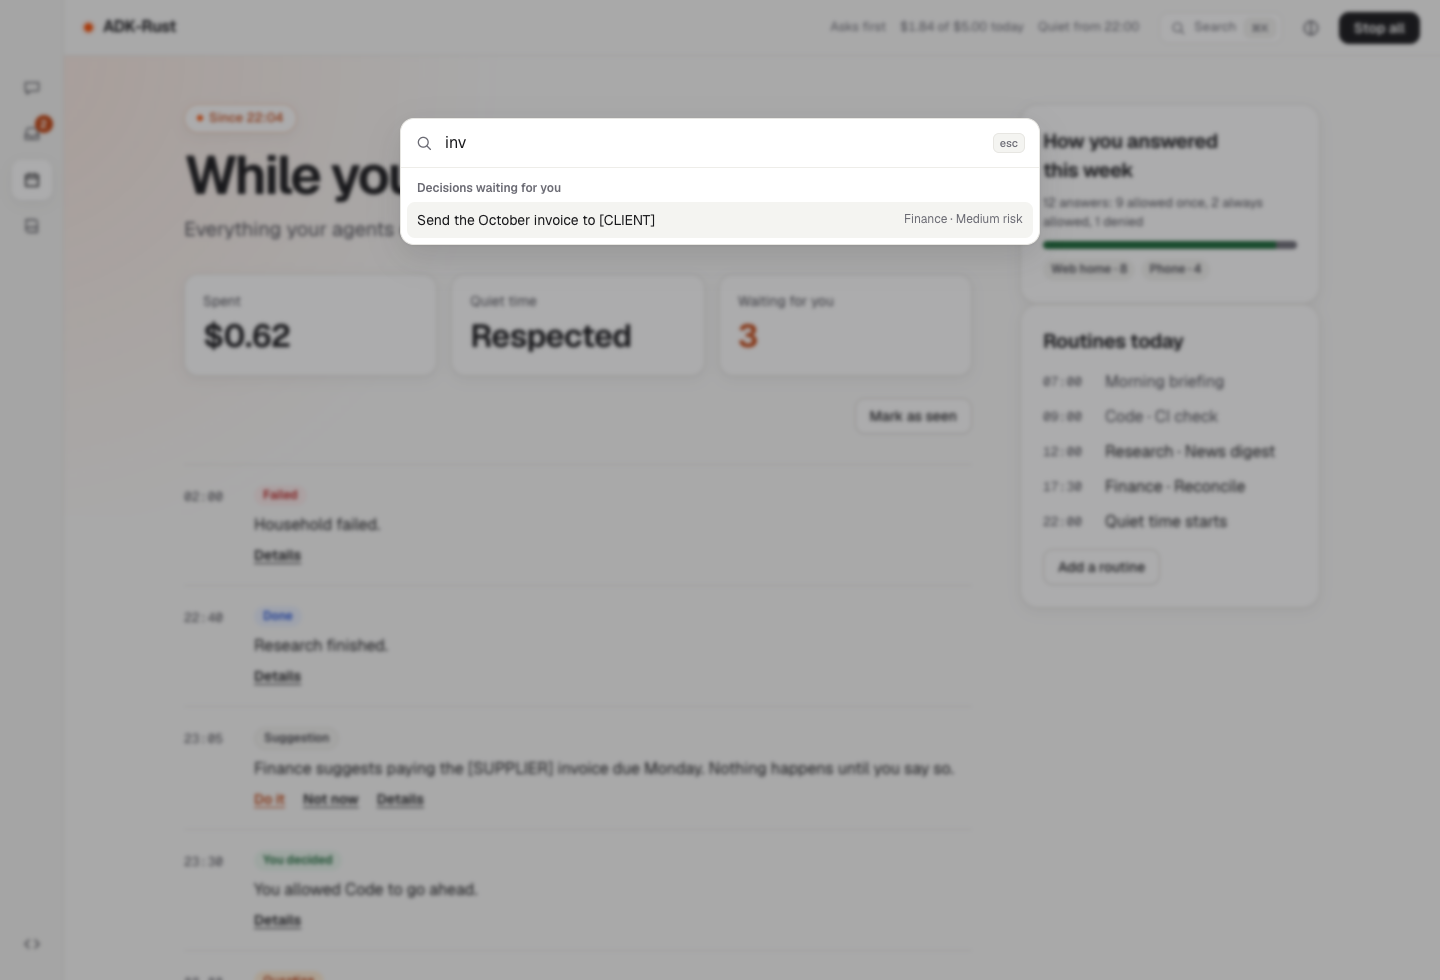 ADK-Rust
Asks first
$1.84 of $5.00 today
Quiet from 22:00
Search
⌘K
Stop all
2
Since 22:04
While you
Everything your agents
inv
esc
Decisions waiting for you
Send the October invoice to [CLIENT]
Finance · Medium risk
Spent
$0.62
Quiet time
Respected
Waiting for you
3
Mark as seen
02:00
Failed
Household failed.
Details
22:40
Done
Research finished.
Details
23:05
Suggestion
Finance suggests paying the [SUPPLIER] invoice due Monday. Nothing happens until you say so.
Do it
Not now
Details
23:30
You decided
You allowed Code to go ahead.
Details
Guardian
How you answered
this week
12 answers: 9 allowed once, 2 always
allowed, 1 denied
Web home · 8
Phone · 4
Routines today
07:00 Morning briefing
09:00 Code · CI check
12:00 Research · News digest
17:30 Finance · Reconcile
22:00 Quiet time starts
Add a routine